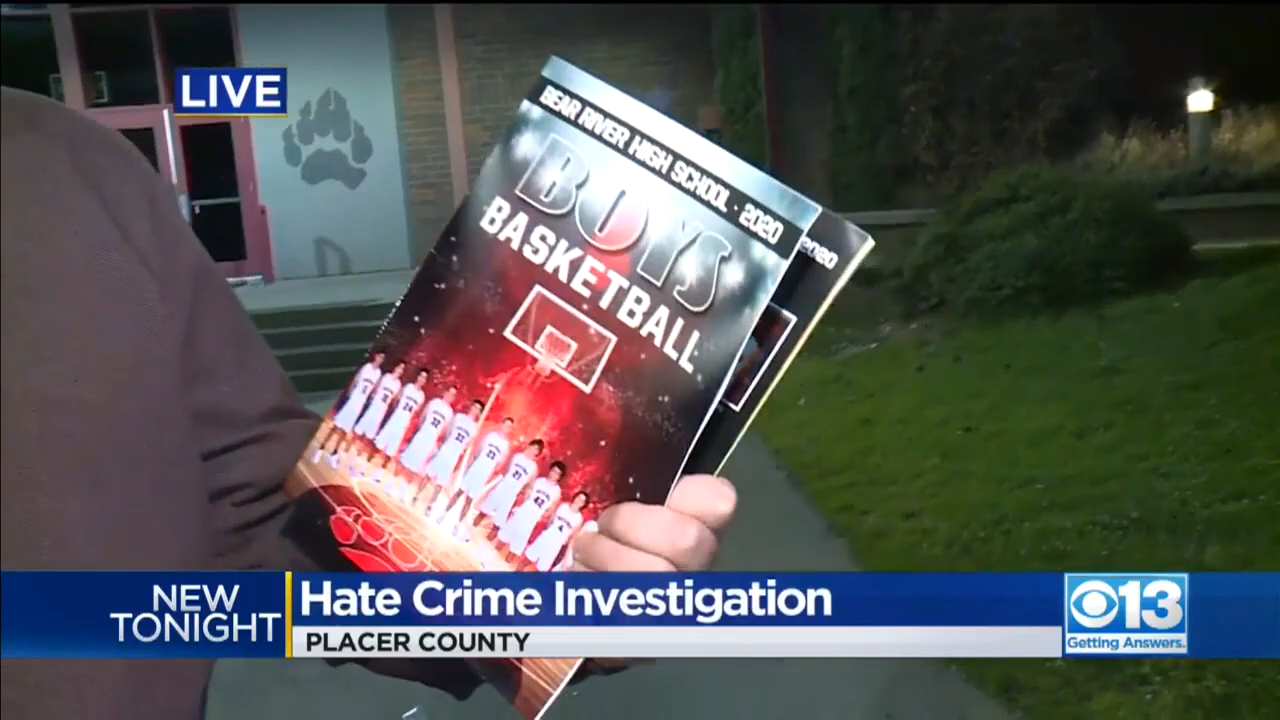 LIVE
BEAR RIVER HIGH SCHOOL · 2020
2020
BOYS
BASKETBALL
NEW
TONIGHT
Hate Crime Investigation
PLACER COUNTY
13
Getting Answers.